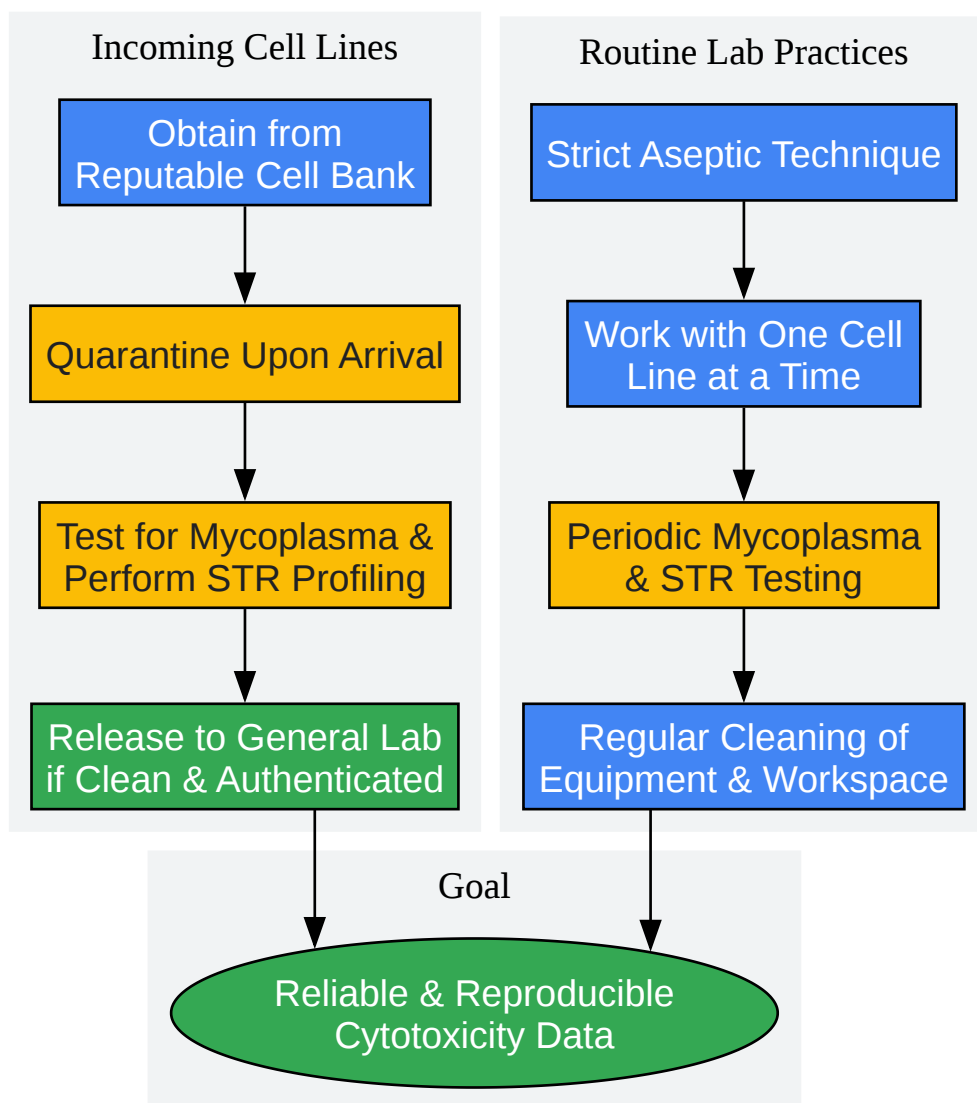 Incoming Cell Lines
Obtain from
Reputable Cell Bank
Quarantine Upon Arrival
Test for Mycoplasma &
Perform STR Profiling
Release to General Lab
if Clean & Authenticated
Routine Lab Practices
Strict Aseptic Technique
Work with One Cell
Line at a Time
Periodic Mycoplasma
& STR Testing
Regular Cleaning of
Equipment & Workspace
Goal
Reliable & Reproducible
Cytotoxicity Data